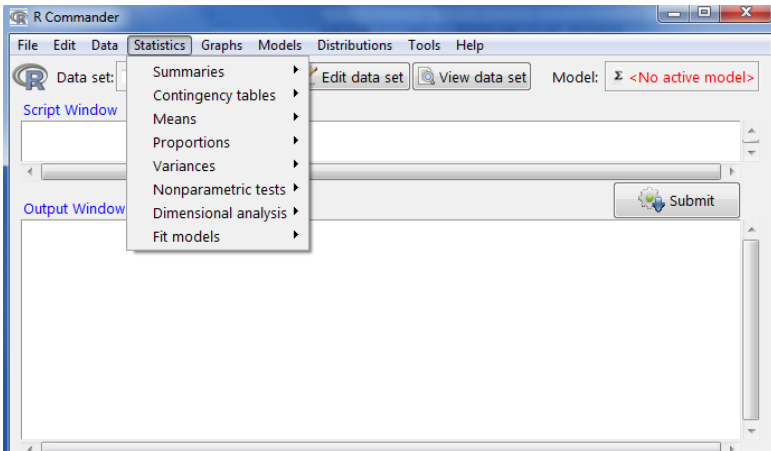 R Commander
File Edit Data Statistics Graphs Models Distributions Tools Help
R Data set: Edit data set View data set Model: Σ <No active model>
Script Window
Summaries
Contingency tables
Means
Proportions
Variances
Nonparametric tests
Dimensional analysis
Fit models
Submit
Output Window